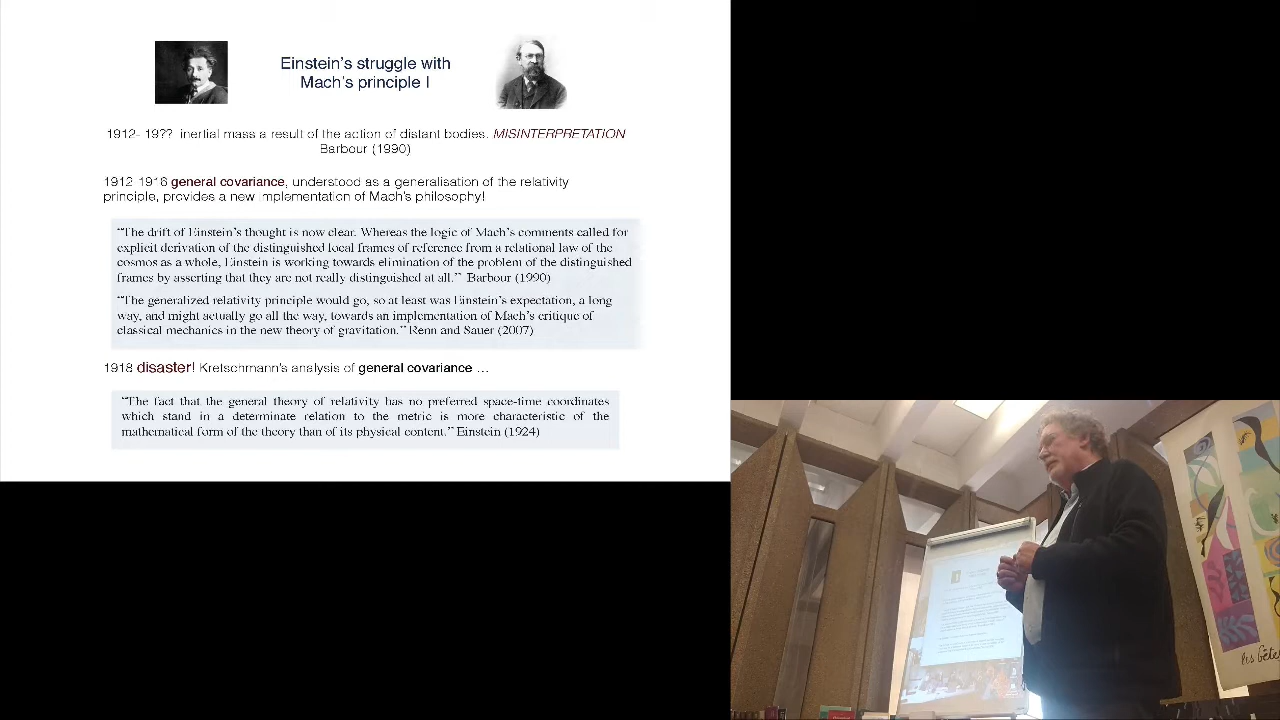 Einstein's struggle with
Mach's principle I
1912- 19?? inertial mass a result of the action of distant bodies. MISINTERPRETATION
Barbour (1990)
1912-1916 general covariance, understood as a generalisation of the relativity
principle, provides a new implementation of Mach's philosophy!
“The drift of Einstein's thought is now clear. Whereas the logic of Mach's comments called for
explicit derivation of the distinguished local frames of reference from a relational law of the
cosmos as a whole, Einstein is working towards elimination of the problem of the distinguished
frames by asserting that they are not really distinguished at all.” Barbour (1990)
“The generalized relativity principle would go, so at least was Einstein's expectation, a long
way, and might actually go all the way, towards an implementation of Mach's critique of
classical mechanics in the new theory of gravitation.” Renn and Sauer (2007)
1918 disaster! Kretschmann's analysis of general covariance ...
“The fact that the general theory of relativity has no preferred space-time coordinates
which stand in a determinate relation to the metric is more characteristic of the
mathematical form of the theory than of its physical content.” Einstein (1924)